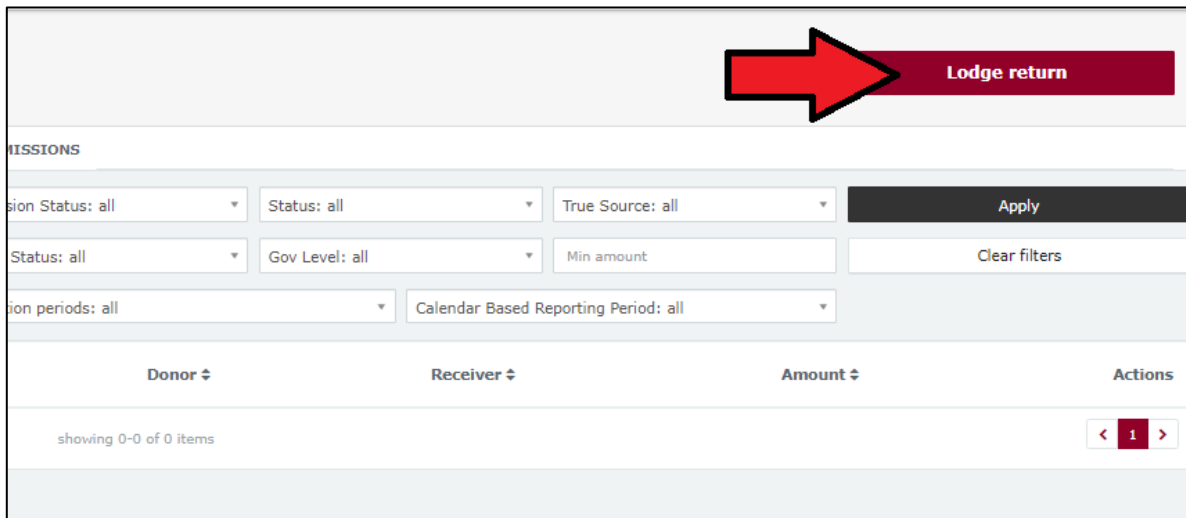 Lodge return
MISSIONS
sion Status: all Status: all True Source: all Apply
Status: all Gov Level: all Min amount Clear filters
tion periods: all Calendar Based Reporting Period: all
Donor Receiver Amount Actions
showing 0-0 of 0 items < 1 >